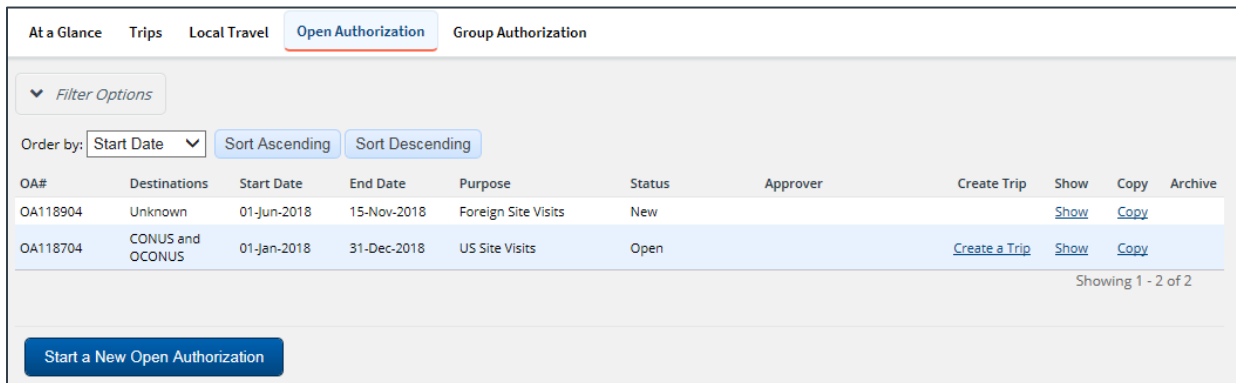 At a Glance Trips Local Travel Open Authorization Group Authorization
Filter Options
Order by: Start Date Sort Ascending Sort Descending
OA# Destinations Start Date End Date Purpose Status Approver Create Trip Show Copy Archive
OA118904 Unknown 01-Jun-2018 15-Nov-2018 Foreign Site Visits New Show Copy
OA118704 CONUS and OCONUS 01-Jan-2018 31-Dec-2018 US Site Visits Open Create a Trip Show Copy
Showing 1 - 2 of 2
Start a New Open Authorization